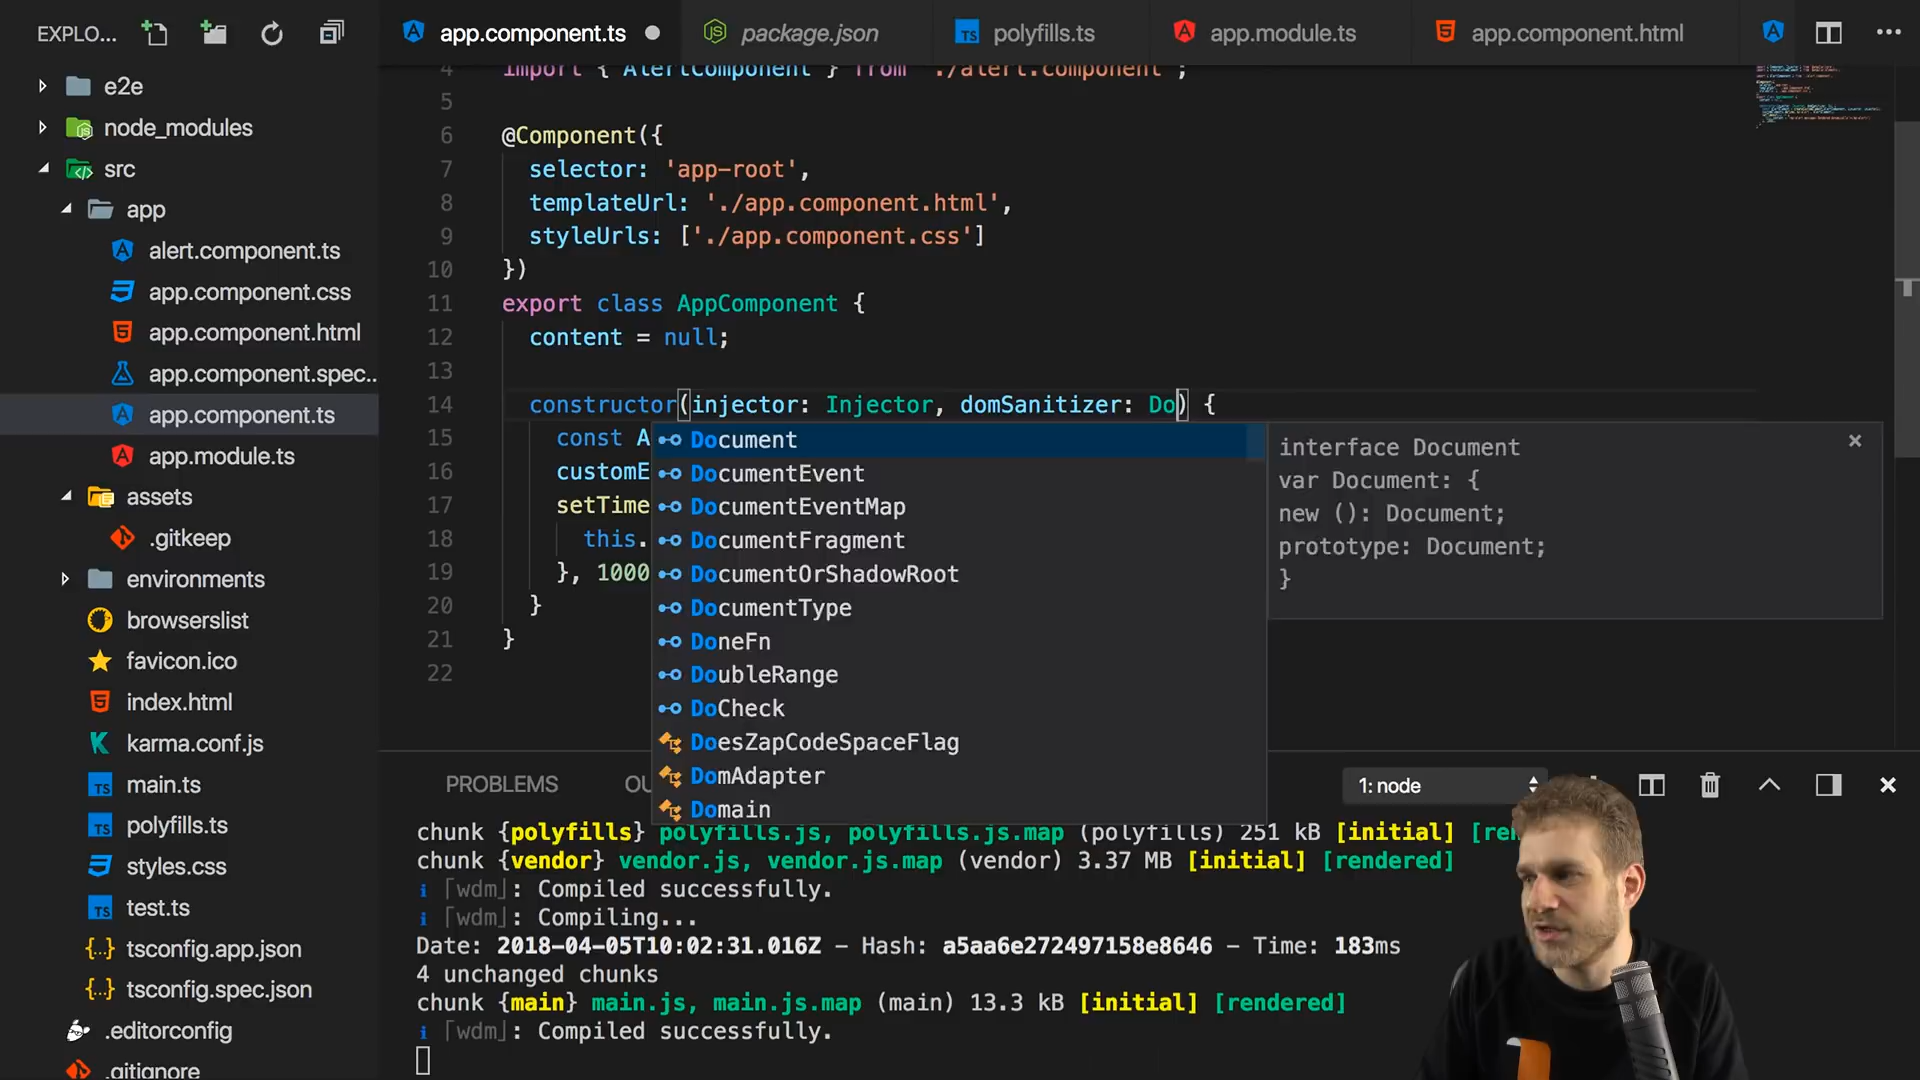 EXPLO...
app.component.ts
package.json
polyfills.ts
app.module.ts
app.component.html
e2e
node_modules
src
app
alert.component.ts
app.component.css
app.component.html
app.component.spec...
app.component.ts
app.module.ts
assets
.gitkeep
environments
browserslist
favicon.ico
index.html
karma.conf.js
main.ts
polyfills.ts
styles.css
test.ts
tsconfig.app.json
tsconfig.spec.json
.editorconfig
.gitignore
4 import { AlertComponent } from './alert.component';
5
6 @Component({
7 selector: 'app-root',
8 templateUrl: './app.component.html',
9 styleUrls: ['./app.component.css']
10 })
11 export class AppComponent {
12 content = null;
13
14 constructor(injector: Injector, domSanitizer: Do) {
15 const A
16 customE
17 setTime
18 this.
19 }, 1000
20 }
21 }
22
Document
DocumentEvent
DocumentEventMap
DocumentFragment
DocumentOrShadowRoot
DocumentType
DoneFn
DoubleRange
DoCheck
DoesZapCodeSpaceFlag
DomAdapter
Domain
interface Document
var Document: {
new (): Document;
prototype: Document;
}
PROBLEMS
OU
1: node
chunk {polyfills} polyfills.js, polyfills.js.map (polyfills) 251 kB [initial] [ren
chunk {vendor} vendor.js, vendor.js.map (vendor) 3.37 MB [initial] [rendered]
i ｢wdm｣: Compiled successfully.
i ｢wdm｣: Compiling...
Date: 2018-04-05T10:02:31.016Z - Hash: a5aa6e272497158e8646 - Time: 183ms
4 unchanged chunks
chunk {main} main.js, main.js.map (main) 13.3 kB [initial] [rendered]
i ｢wdm｣: Compiled successfully.